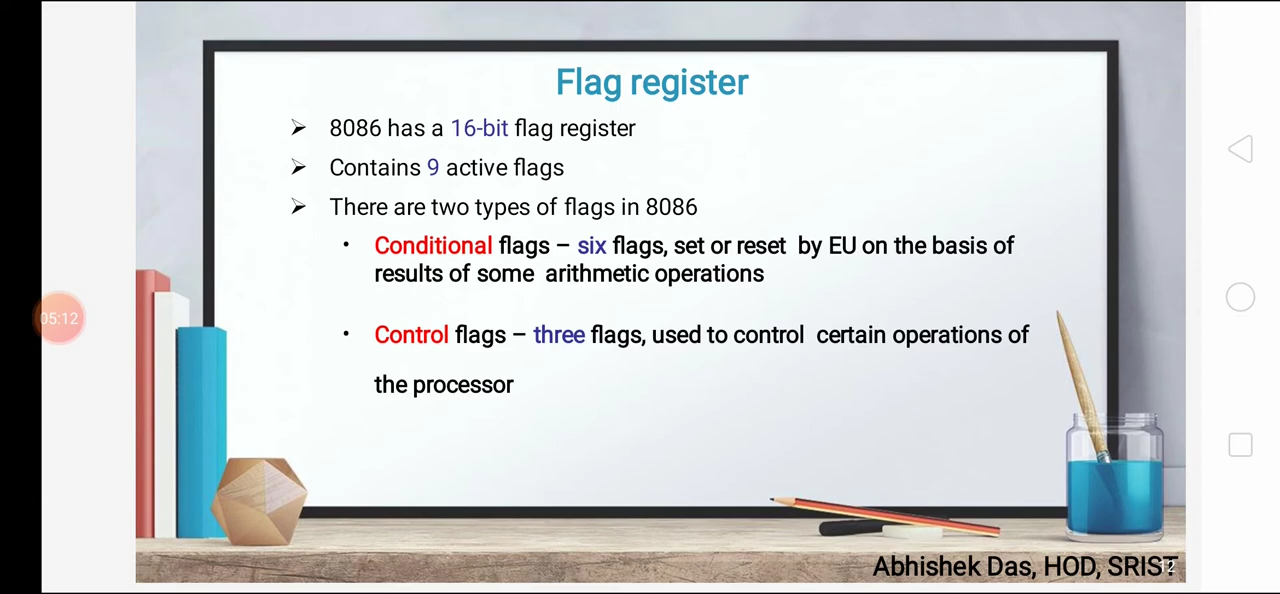 Flag register
8086 has a 16-bit flag register
Contains 9 active flags
There are two types of flags in 8086
Conditional flags – six flags, set or reset by EU on the basis of
results of some arithmetic operations
Control flags – three flags, used to control certain operations of
the processor
05:12
Abhishek Das, HOD, SRIST
12